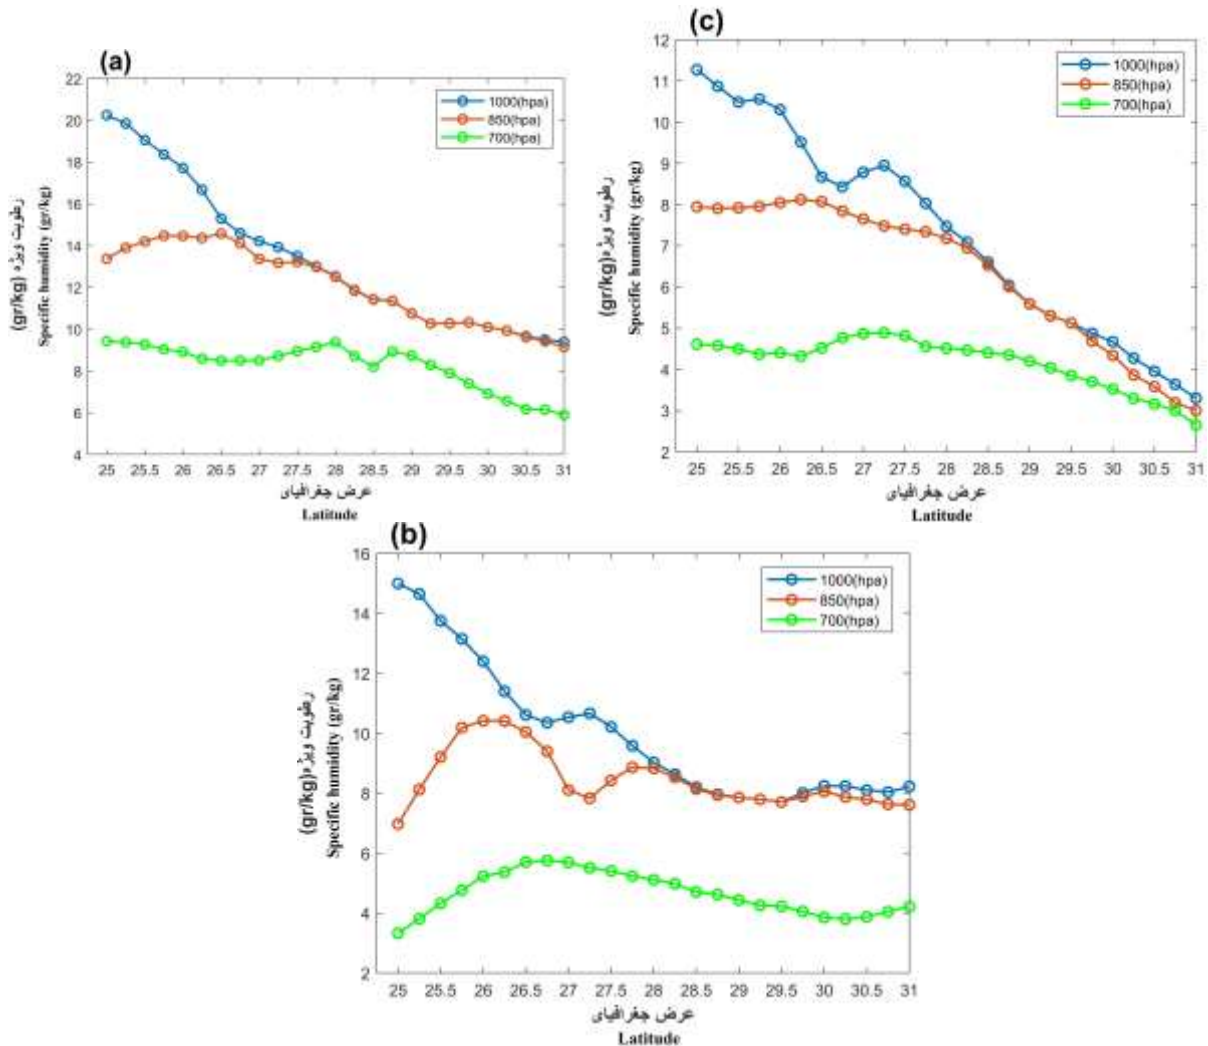 (a)
22
20
18
16
14
12
10
8
6
4
1000(hpa)
850(hpa)
700(hpa)
رطوبت ویژه (gr/kg)
Specific humidity (gr/kg)
25 25.5 26 26.5 27 27.5 28 28.5 29 29.5 30 30.5 31
عرض جغرافیای
Latitude
(c)
12
11
10
9
8
7
6
5
4
3
2
1000(hpa)
850(hpa)
700(hpa)
رطوبت ویژه(gr/kg)
Specific humidity (gr/kg)
25 25.5 26 26.5 27 27.5 28 28.5 29 29.5 30 30.5 31
عرض جغرافیای
Latitude
(b)
16
14
12
10
8
6
4
2
1000(hpa)
850(hpa)
700(hpa)
رطوبت ویژه(gr/kg)
Specific humidity (gr/kg)
25 25.5 26 26.5 27 27.5 28 28.5 29 29.5 30 30.5 31
عرض جغرافیای
Latitude